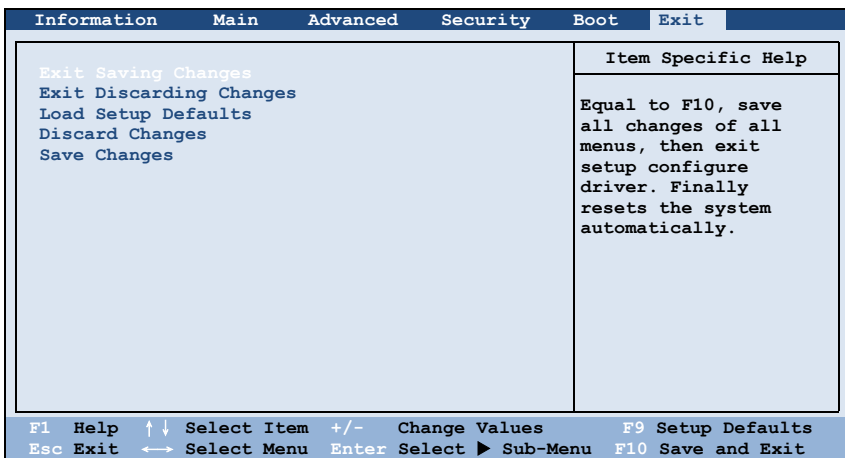 Information Main Advanced Security Boot Exit
Exit Saving Changes
Exit Discarding Changes
Load Setup Defaults
Discard Changes
Save Changes
Item Specific Help
Equal to F10, save
all changes of all
menus, then exit
setup configure
driver. Finally
resets the system
automatically.
F1 Help ↑↓ Select Item +/- Change Values F9 Setup Defaults
Esc Exit ←→ Select Menu Enter Select ▶ Sub-Menu F10 Save and Exit